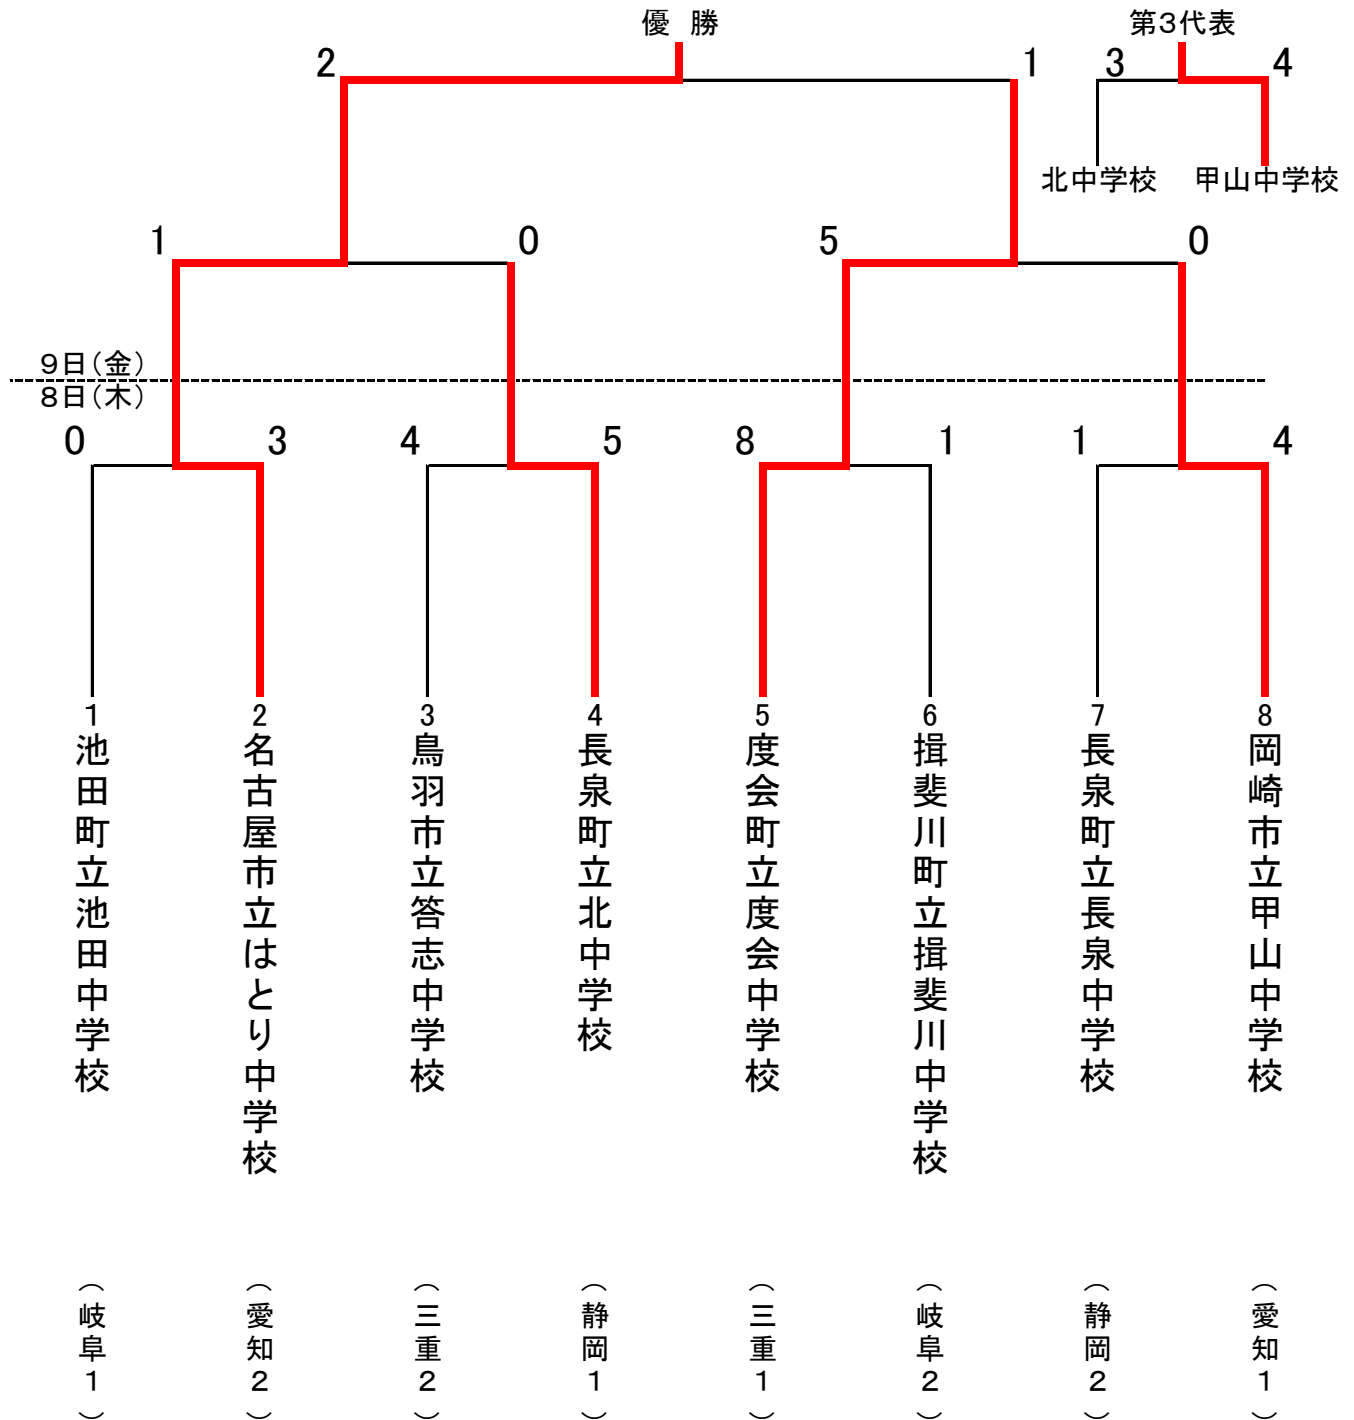 優 勝
第3代表
2
1
3
4
北中学校
甲山中学校
1
0
5
0
9日(金)
8日(木)
0
3
4
5
8
1
1
4
1
2
3
4
5
6
7
8
池田町立池田中学校
名古屋市立はとり中学校
鳥羽市立答志中学校
長泉町立北中学校
度会町立度会中学校
揖斐川町立揖斐川中学校
長泉町立長泉中学校
岡崎市立甲山中学校
(岐阜1)
(愛知2)
(三重2)
(静岡1)
(三重1)
(岐阜2)
(静岡2)
(愛知1)